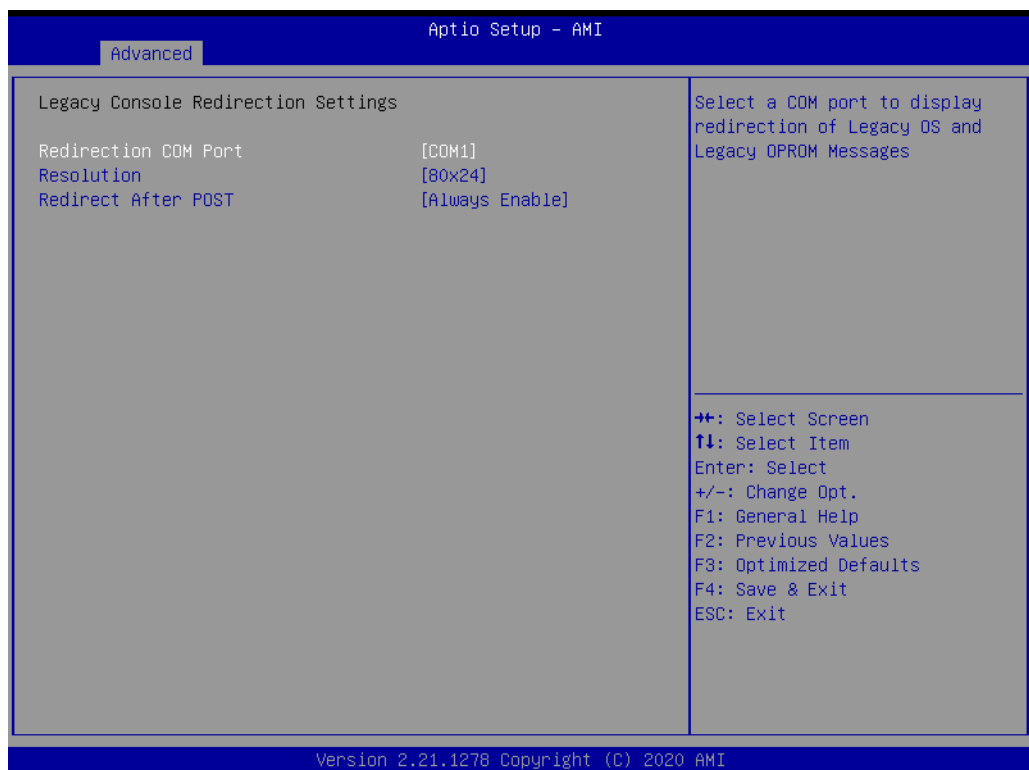 Aptio Setup – AMI
Advanced
Legacy Console Redirection Settings
Redirection COM Port [COM1]
Resolution [80x24]
Redirect After POST [Always Enable]
Select a COM port to display
redirection of Legacy OS and
Legacy OPROM Messages
→←: Select Screen
↑↓: Select Item
Enter: Select
+/-: Change Opt.
F1: General Help
F2: Previous Values
F3: Optimized Defaults
F4: Save & Exit
ESC: Exit
Version 2.21.1278 Copyright (C) 2020 AMI